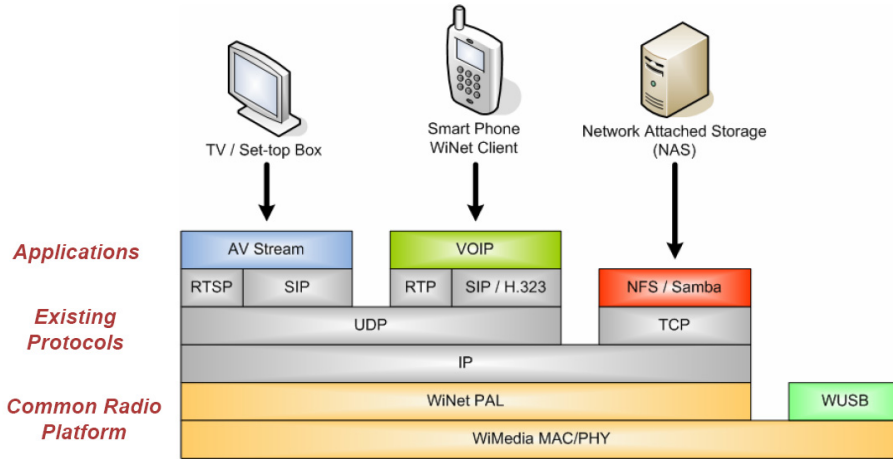 TV / Set-top Box
Smart Phone
WiNet Client
Network Attached Storage
(NAS)
Applications
AV Stream
VOIP
RTSP
SIP
RTP
SIP / H.323
NFS / Samba
Existing
Protocols
UDP
TCP
IP
Common Radio
Platform
WiNet PAL
WUSB
WiMedia MAC/PHY